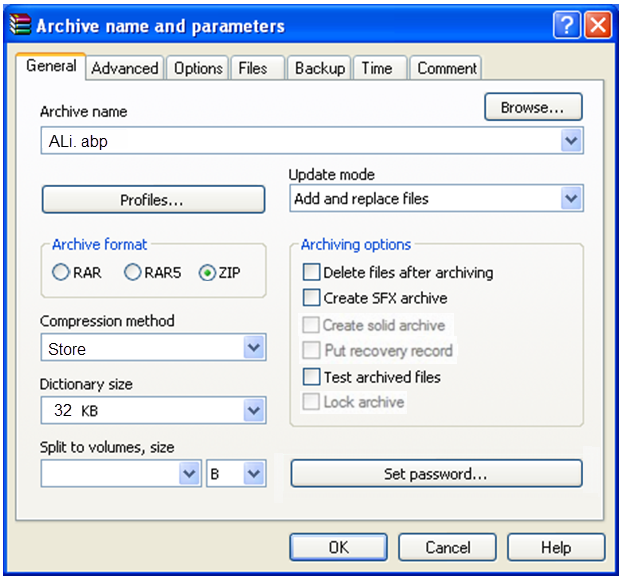 Archive name and parameters
General Advanced Options Files Backup Time Comment
Archive name
Browse...
ALi. abp
Update mode
Profiles...
Add and replace files
Archive format
RAR RAR5 ZIP
Archiving options
Delete files after archiving
Create SFX archive
Create solid archive
Put recovery record
Test archived files
Lock archive
Compression method
Store
Dictionary size
32 KB
Split to volumes, size
B
Set password...
OK Cancel Help